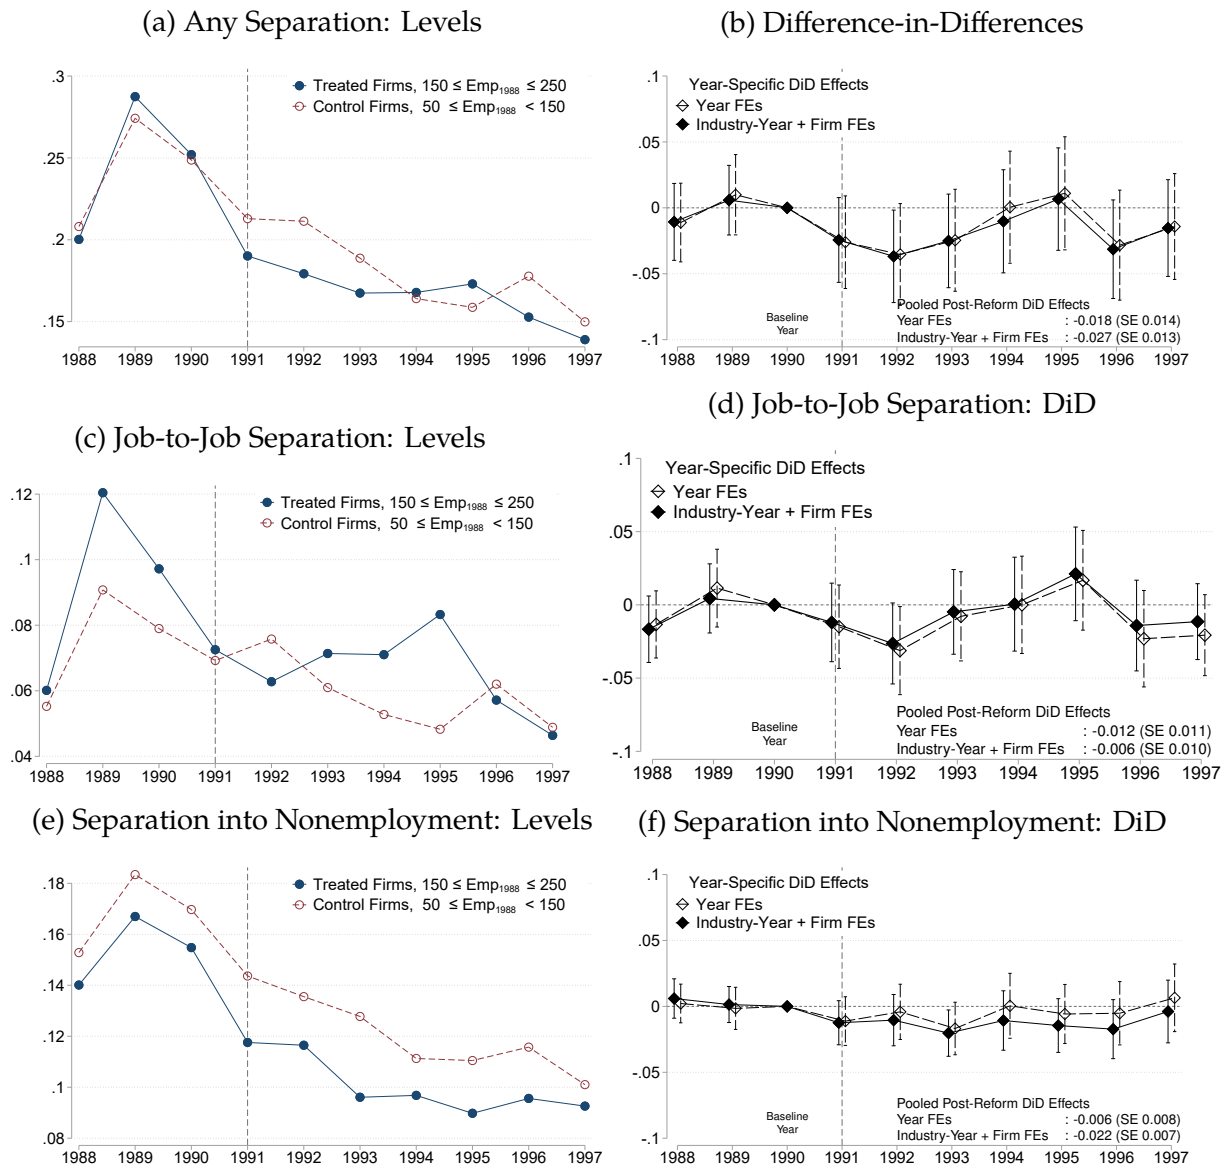 (a) Any Separation: Levels
.3
.25
.2
.15
Treated Firms, 150 ≤ Emp1988 ≤ 250
Control Firms, 50 ≤ Emp1988 < 150
1988 1989 1990 1991 1992 1993 1994 1995 1996 1997
(b) Difference-in-Differences
.1
.05
0
-.05
-.1
Year-Specific DiD Effects
Year FEs
Industry-Year + Firm FEs
Baseline
Year
Pooled Post-Reform DiD Effects
Year FEs : -0.018 (SE 0.014)
Industry-Year + Firm FEs : -0.027 (SE 0.013)
1988 1989 1990 1991 1992 1993 1994 1995 1996 1997
(c) Job-to-Job Separation: Levels
.12
.1
.08
.06
.04
Treated Firms, 150 ≤ Emp1988 ≤ 250
Control Firms, 50 ≤ Emp1988 < 150
1988 1989 1990 1991 1992 1993 1994 1995 1996 1997
(d) Job-to-Job Separation: DiD
.1
.05
0
-.05
-.1
Year-Specific DiD Effects
Year FEs
Industry-Year + Firm FEs
Baseline
Year
Pooled Post-Reform DiD Effects
Year FEs : -0.012 (SE 0.011)
Industry-Year + Firm FEs : -0.006 (SE 0.010)
1988 1989 1990 1991 1992 1993 1994 1995 1996 1997
(e) Separation into Nonemployment: Levels
.18
.16
.14
.12
.1
.08
Treated Firms, 150 ≤ Emp1988 ≤ 250
Control Firms, 50 ≤ Emp1988 < 150
1988 1989 1990 1991 1992 1993 1994 1995 1996 1997
(f) Separation into Nonemployment: DiD
.1
.05
0
-.05
-.1
Year-Specific DiD Effects
Year FEs
Industry-Year + Firm FEs
Baseline
Year
Pooled Post-Reform DiD Effects
Year FEs : -0.006 (SE 0.008)
Industry-Year + Firm FEs : -0.022 (SE 0.007)
1988 1989 1990 1991 1992 1993 1994 1995 1996 1997